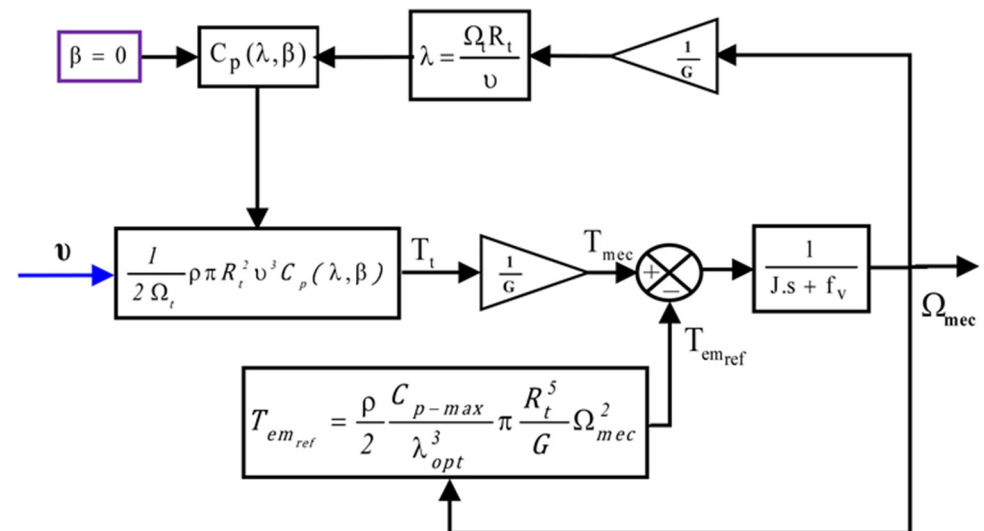 β = 0
C_p(λ,β)
λ = Ω_t R_t / υ
1/G
υ
1/(2 Ω_t) ρ π R_t^2 υ^3 C_p(λ,β)
T_t
1/G
T_mec
+
−
1/(J.s + f_v)
Ω_mec
T_em_ref
T_em_ref = ρ/2 C_p-max/λ_opt^3 π R_t^5/G Ω_mec^2